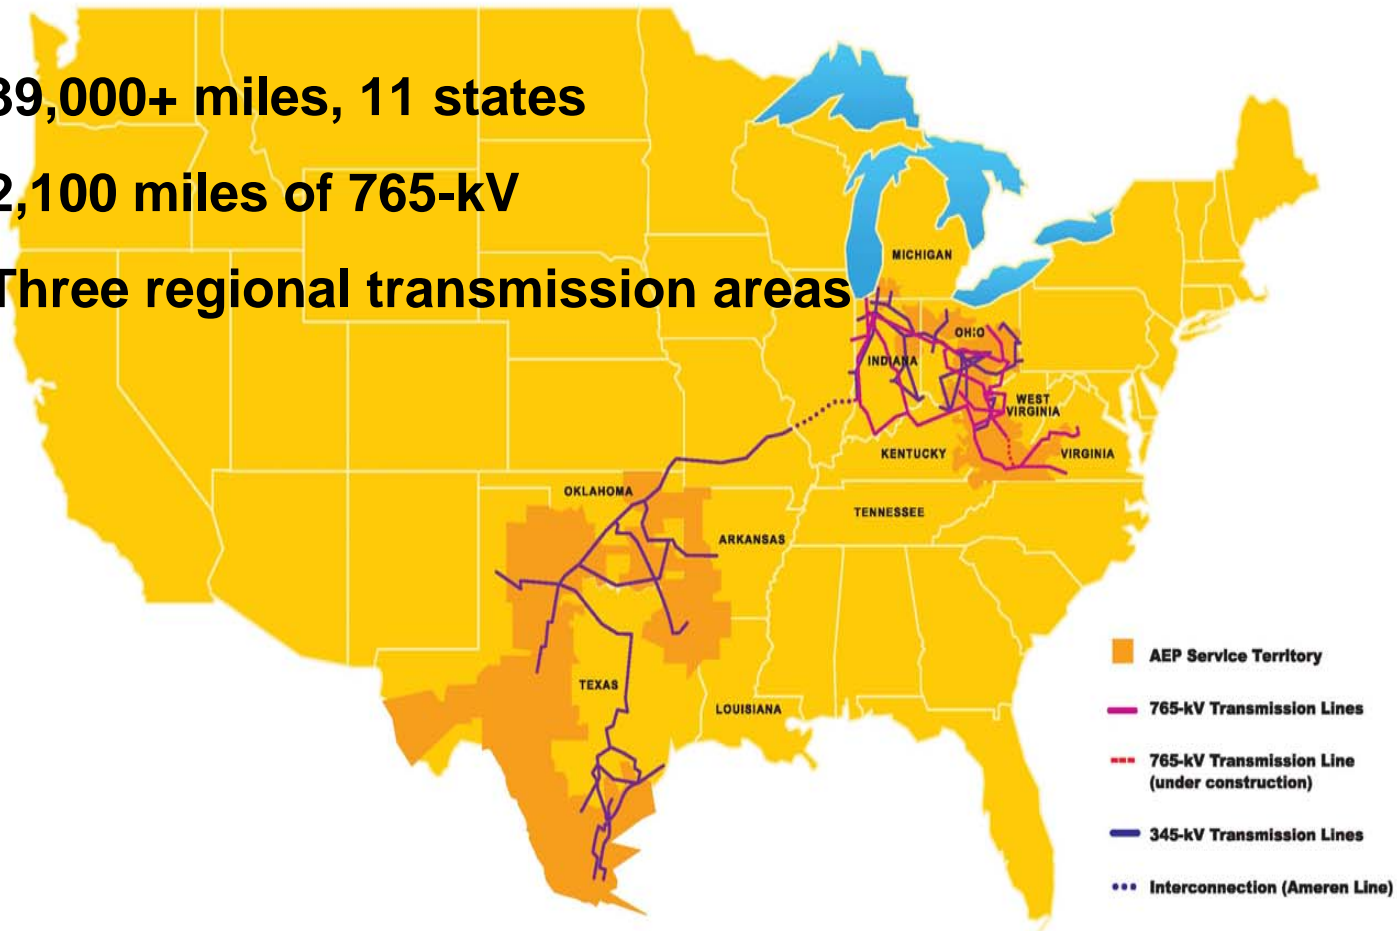 39,000+ miles, 11 states
2,100 miles of 765-kV
Three regional transmission areas
MICHIGAN
OHIO
INDIANA
WEST
VIRGINIA
KENTUCKY
VIRGINIA
OKLAHOMA
TENNESSEE
ARKANSAS
TEXAS
LOUISIANA
AEP Service Territory
765-kV Transmission Lines
765-kV Transmission Line
(under construction)
345-kV Transmission Lines
Interconnection (Ameren Line)